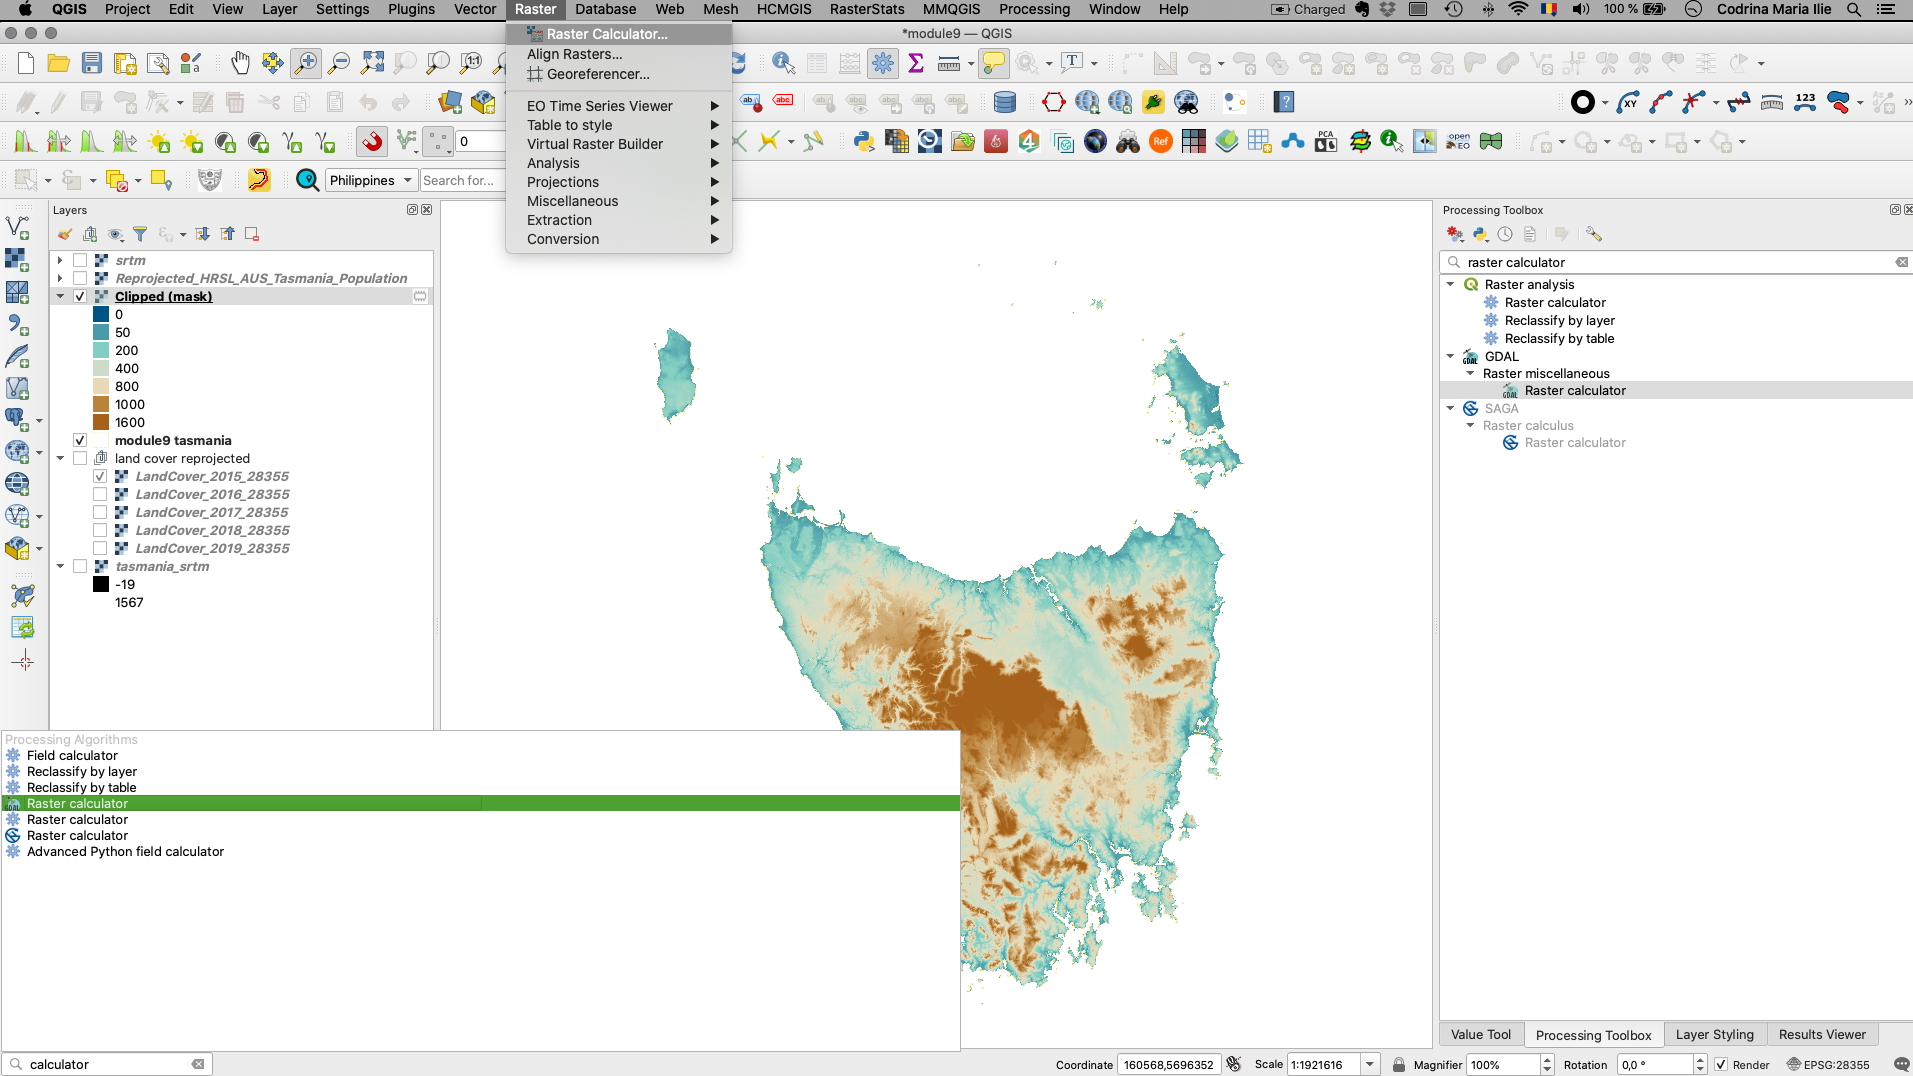 QGIS Project Edit View Layer Settings Plugins Vector Raster Database Web Mesh HCMGIS RasterStats MMQGIS Processing Window Help Charged 100 % Codrina Maria Ilie
*module9 — QGIS
Raster Calculator...
Align Rasters...
Georeferencer...
EO Time Series Viewer
Table to style
Virtual Raster Builder
Analysis
Projections
Miscellaneous
Extraction
Conversion
0
Philippines Search for...
Layers
srtm
Reprojected_HRSL_AUS_Tasmania_Population
Clipped (mask)
0
50
200
400
800
1000
1600
module9 tasmania
land cover reprojected
LandCover_2015_28355
LandCover_2016_28355
LandCover_2017_28355
LandCover_2018_28355
LandCover_2019_28355
tasmania_srtm
-19
1567
Processing Algorithms
Field calculator
Reclassify by layer
Reclassify by table
Raster calculator
Raster calculator
Raster calculator
Advanced Python field calculator
calculator
Processing Toolbox
raster calculator
Raster analysis
Raster calculator
Reclassify by layer
Reclassify by table
GDAL
Raster miscellaneous
Raster calculator
SAGA
Raster calculus
Raster calculator
Value Tool Processing Toolbox Layer Styling Results Viewer
Coordinate 160568,5696352 Scale 1:1921616 Magnifier 100% Rotation 0,0 ° Render EPSG:28355